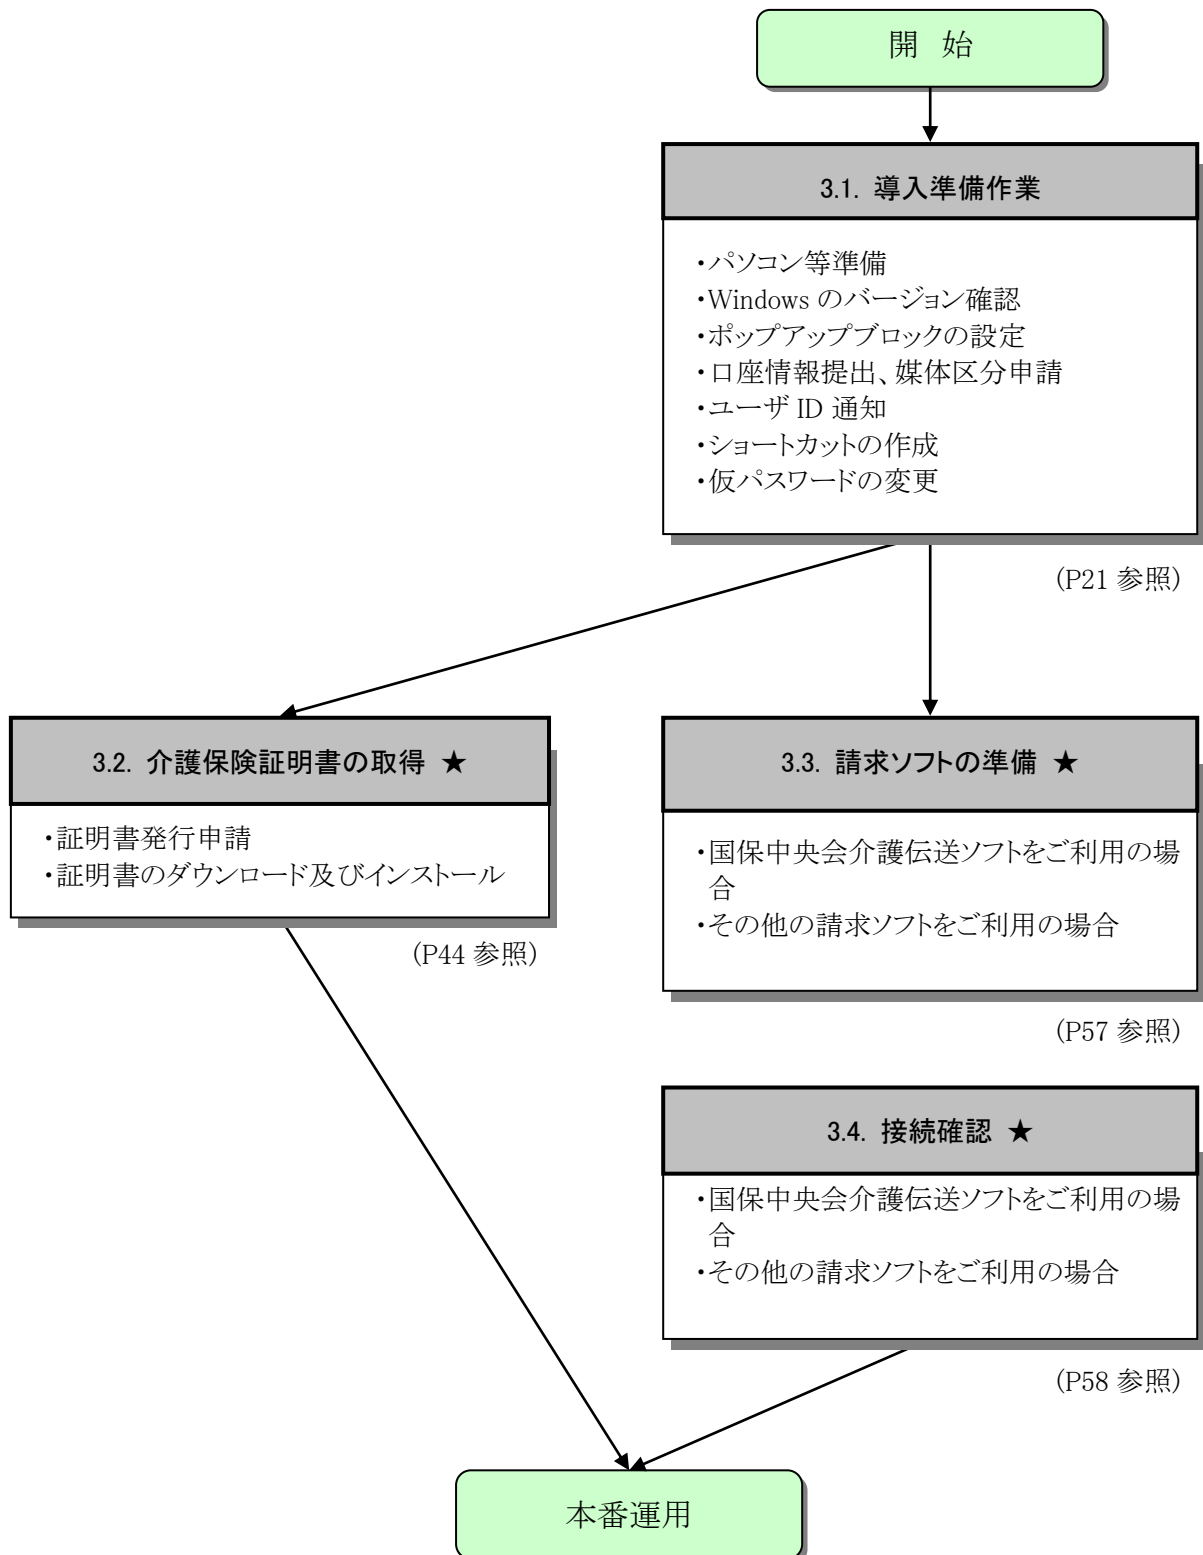 開 始
3.1. 導入準備作業
・パソコン等準備
・Windows のバージョン確認
・ポップアップブロックの設定
・口座情報提出、媒体区分申請
・ユーザ ID 通知
・ショートカットの作成
・仮パスワードの変更
(P21 参照)
3.2. 介護保険証明書の取得 ★
・証明書発行申請
・証明書のダウンロード及びインストール
(P44 参照)
3.3. 請求ソフトの準備 ★
・国保中央会介護伝送ソフトをご利用の場
合
・その他の請求ソフトをご利用の場合
(P57 参照)
3.4. 接続確認 ★
・国保中央会介護伝送ソフトをご利用の場
合
・その他の請求ソフトをご利用の場合
(P58 参照)
本番運用